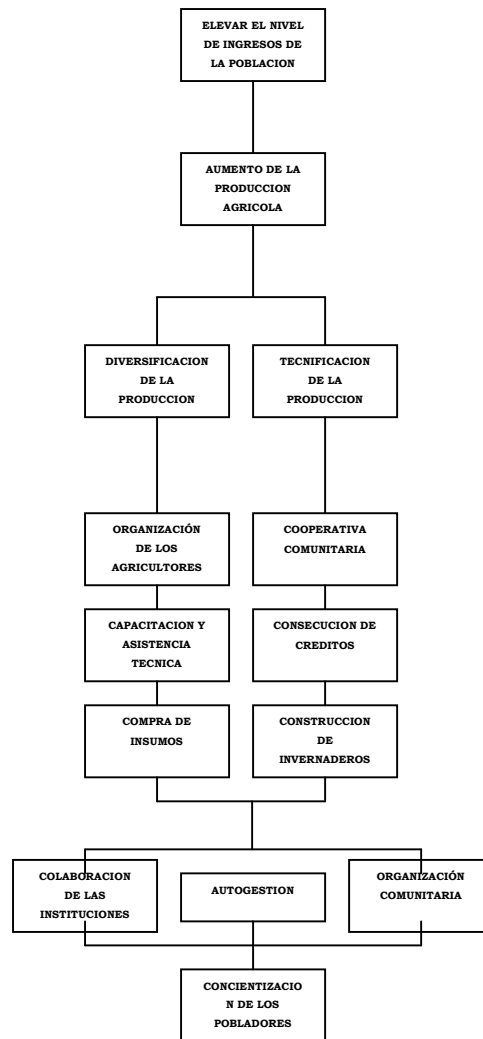 ELEVAR EL NIVEL
DE INGRESOS DE
LA POBLACION
AUMENTO DE LA
PRODUCCION
AGRICOLA
DIVERSIFICACION
DE LA
PRODUCCION
TECNIFICACION
DE LA
PRODUCCION
ORGANIZACIÓN
DE LOS
AGRICULTORES
COOPERATIVA
COMUNITARIA
CAPACITACION Y
ASISTENCIA
TECNICA
CONSECUCION DE
CREDITOS
COMPRA DE
INSUMOS
CONSTRUCCION
DE
INVERNADEROS
COLABORACION
DE LAS
INSTITUCIONES
AUTOGESTION
ORGANIZACIÓN
COMUNITARIA
CONCIENTIZACIO
N DE LOS
POBLADORES